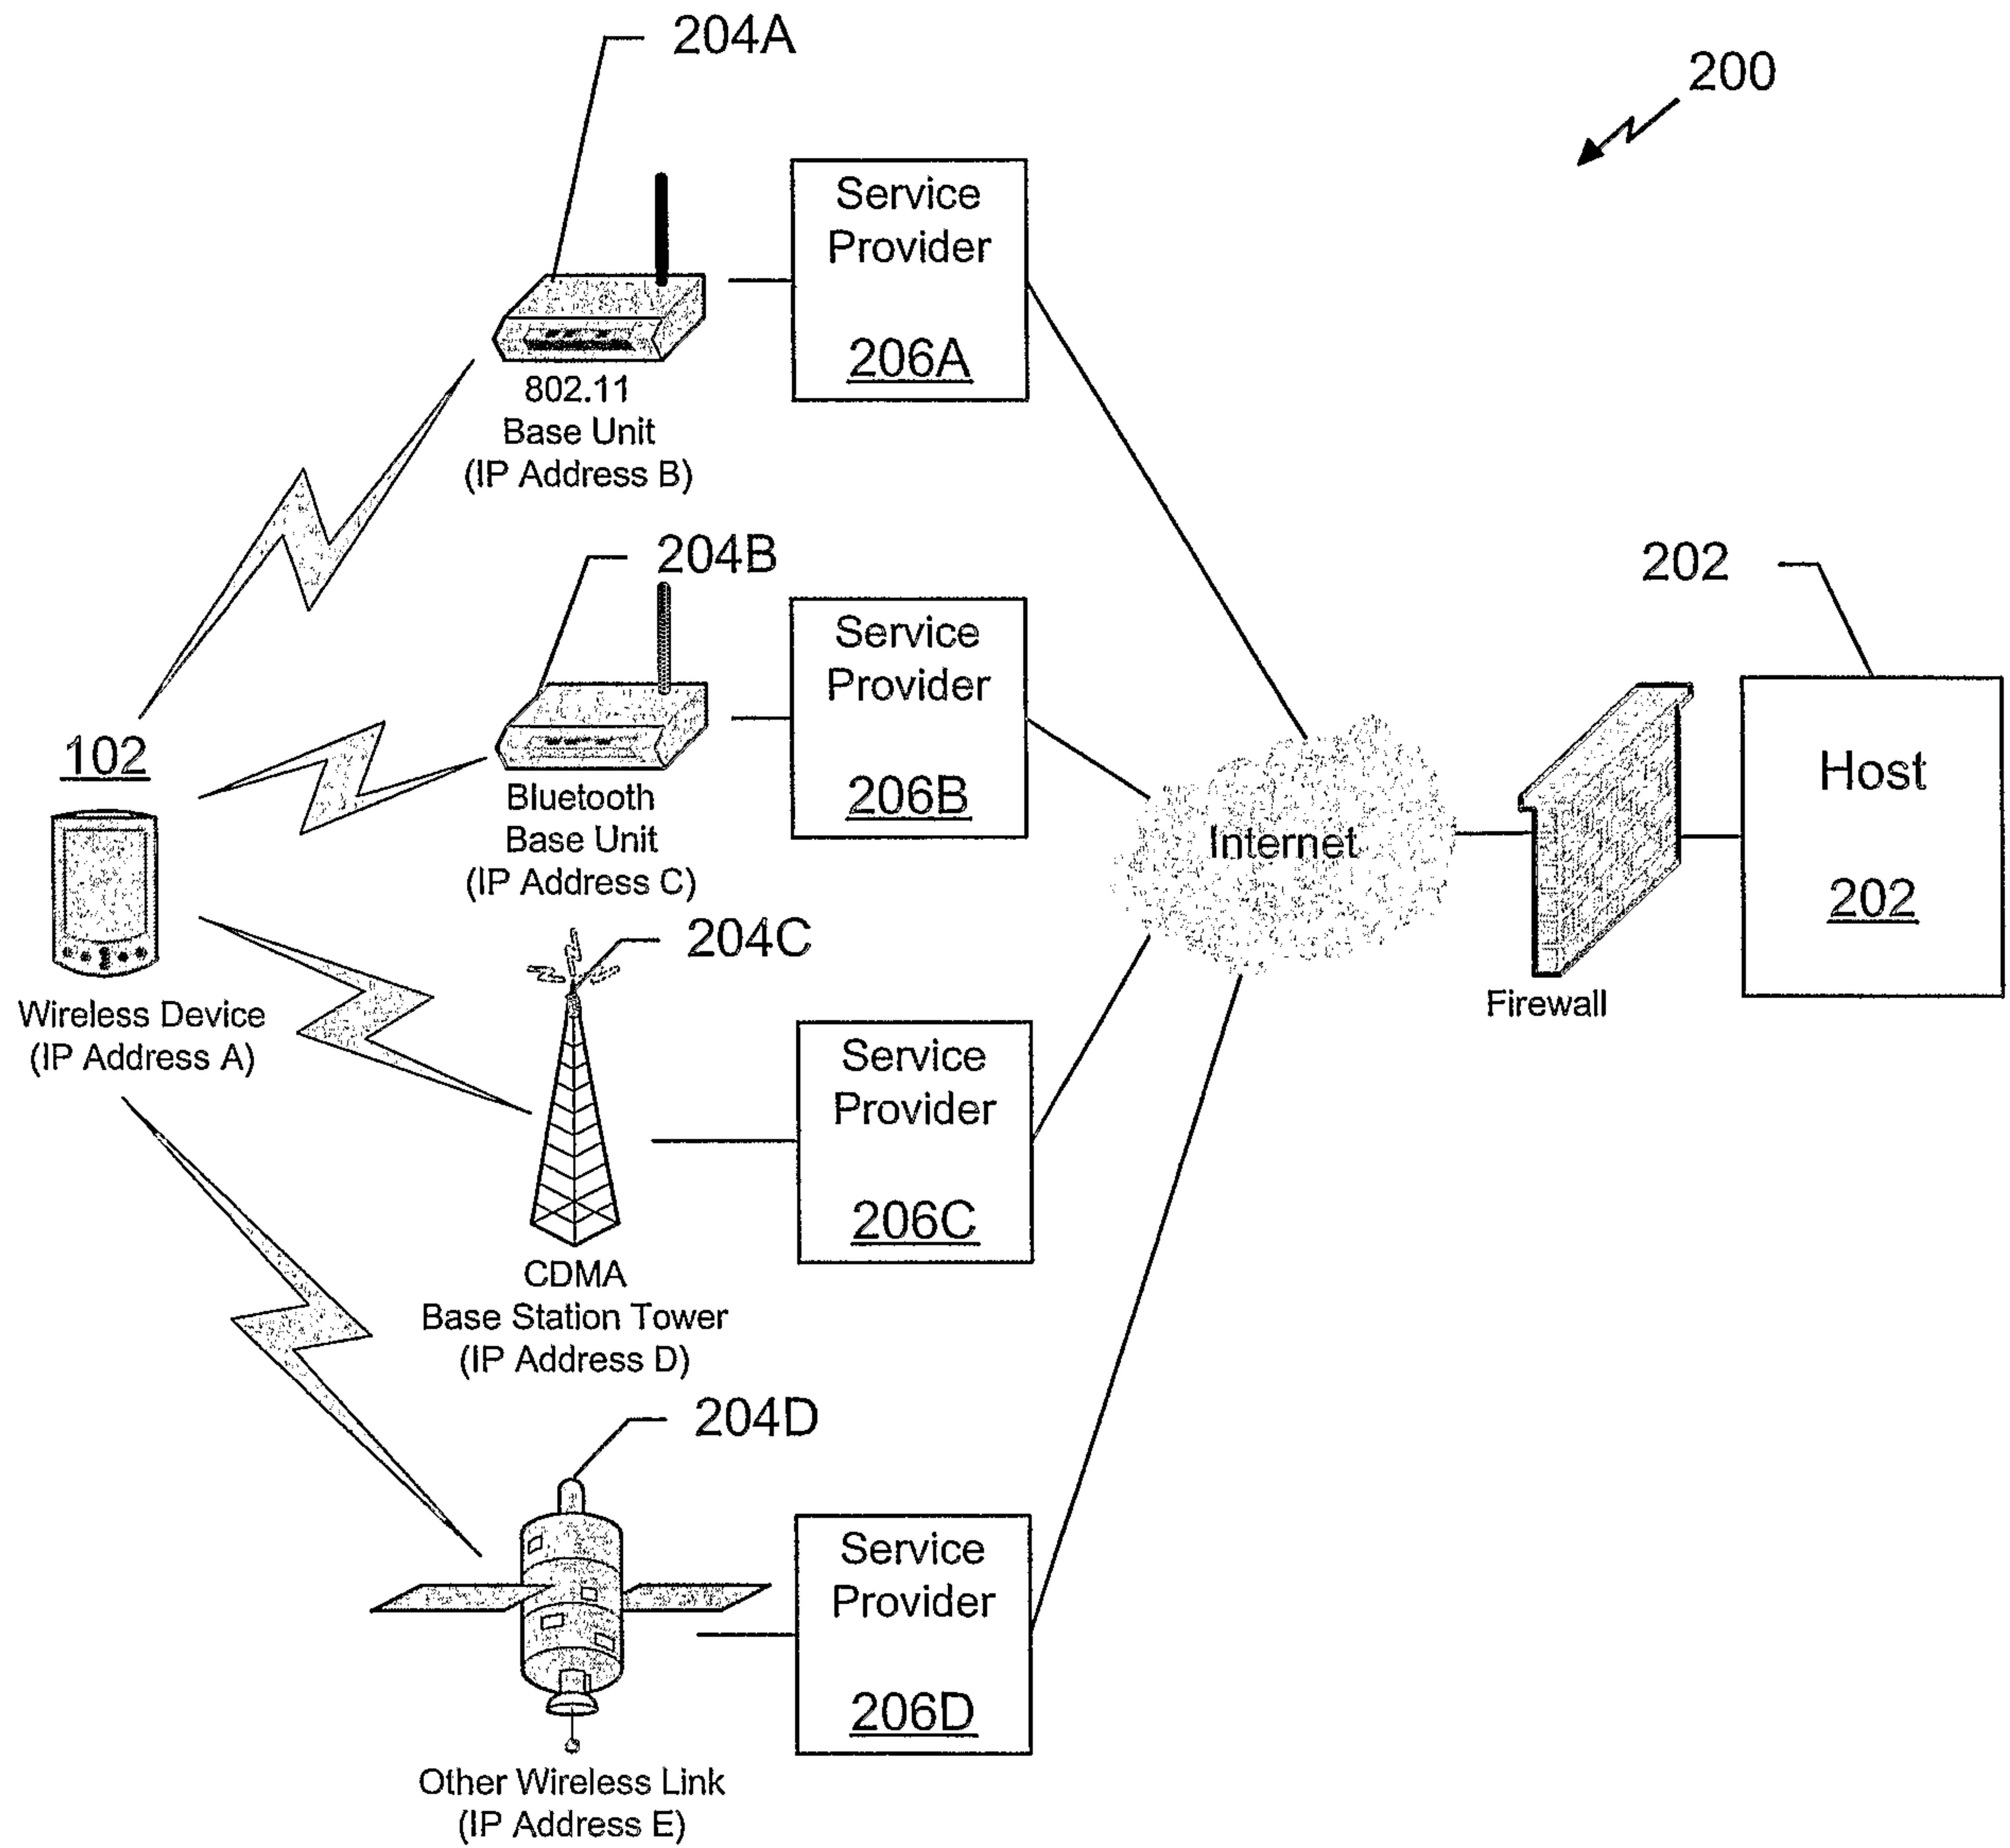 204A
200
Service
Provider
206A
802.11
Base Unit
(IP Address B)
204B
202
Service
Provider
206B
102
Host
202
Bluetooth
Base Unit
(IP Address C)
Internet
204C
Firewall
Wireless Device
(IP Address A)
Service
Provider
206C
CDMA
Base Station Tower
(IP Address D)
204D
Service
Provider
206D
Other Wireless Link
(IP Address E)